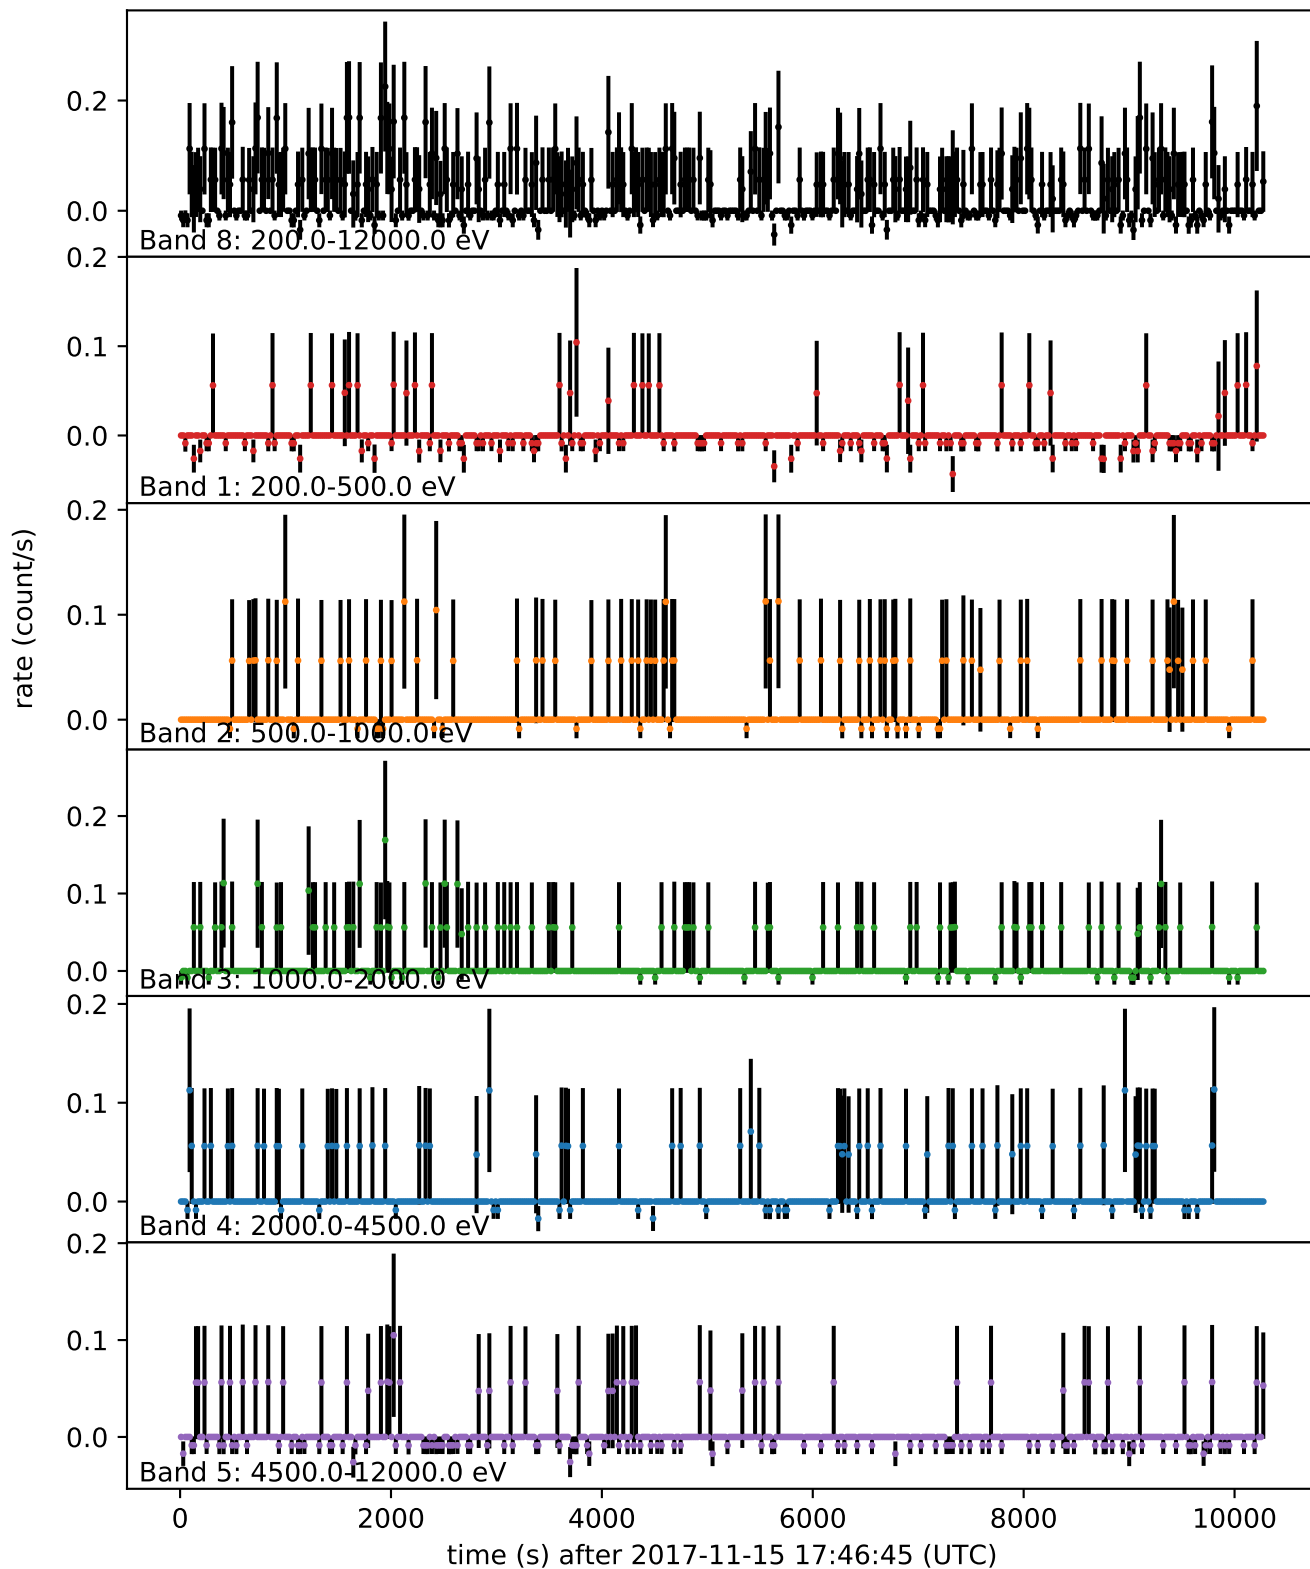 0.2
0.0
Band 8: 200.0-12000.0 eV
0.2
0.1
0.0
Band 1: 200.0-500.0 eV
0.2
0.1
0.0
Band 2: 500.0-1000.0 eV
rate (count/s)
0.2
0.1
0.0
Band 3: 1000.0-2000.0 eV
0.2
0.1
0.0
Band 4: 2000.0-4500.0 eV
0.2
0.1
0.0
Band 5: 4500.0-12000.0 eV
0 2000 4000 6000 8000 10000
time (s) after 2017-11-15 17:46:45 (UTC)